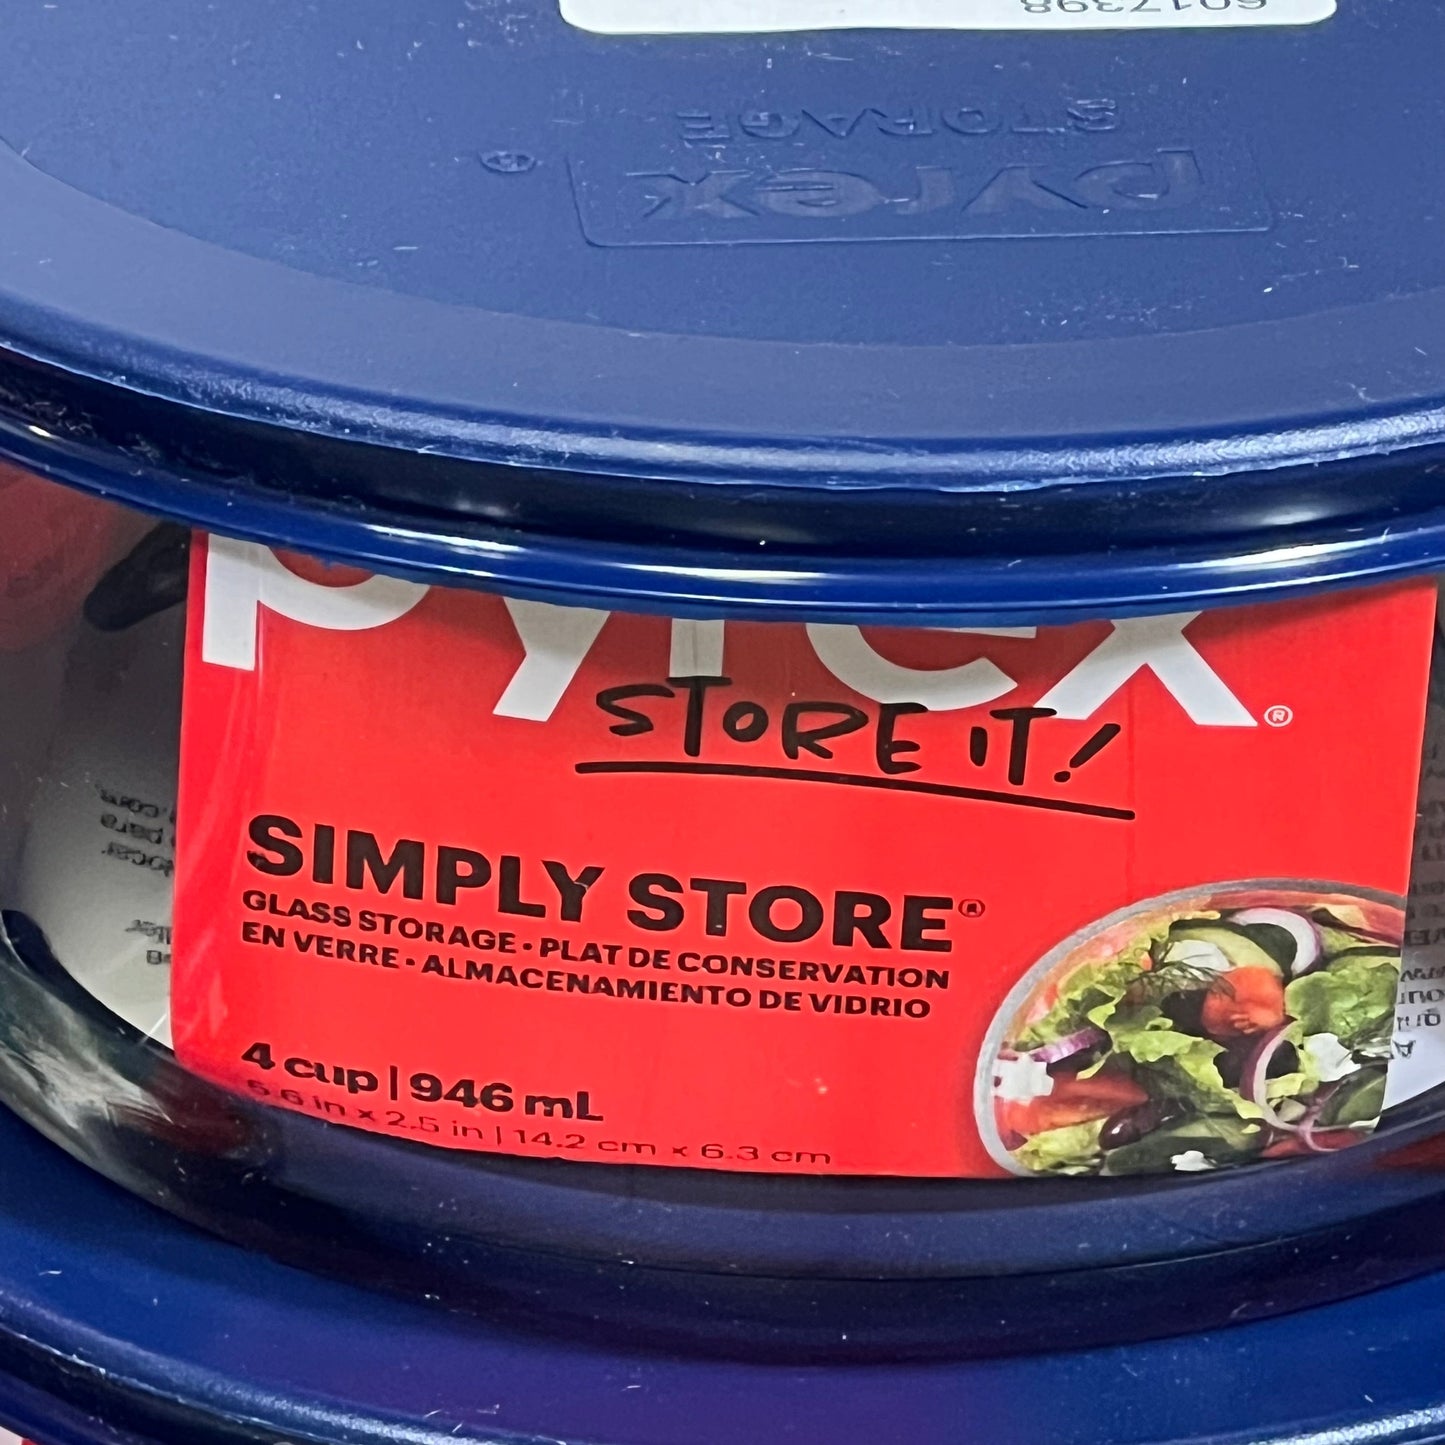 6017398
STORAGE
pyrex
®
pyrex®
STORE IT!
SIMPLY STORE®
GLASS STORAGE • PLAT DE CONSERVATION
EN VERRE • ALMACENAMIENTO DE VIDRIO
4 cup | 946 mL
5.6 in x 2.5 in | 14.2 cm x 6.3 cm